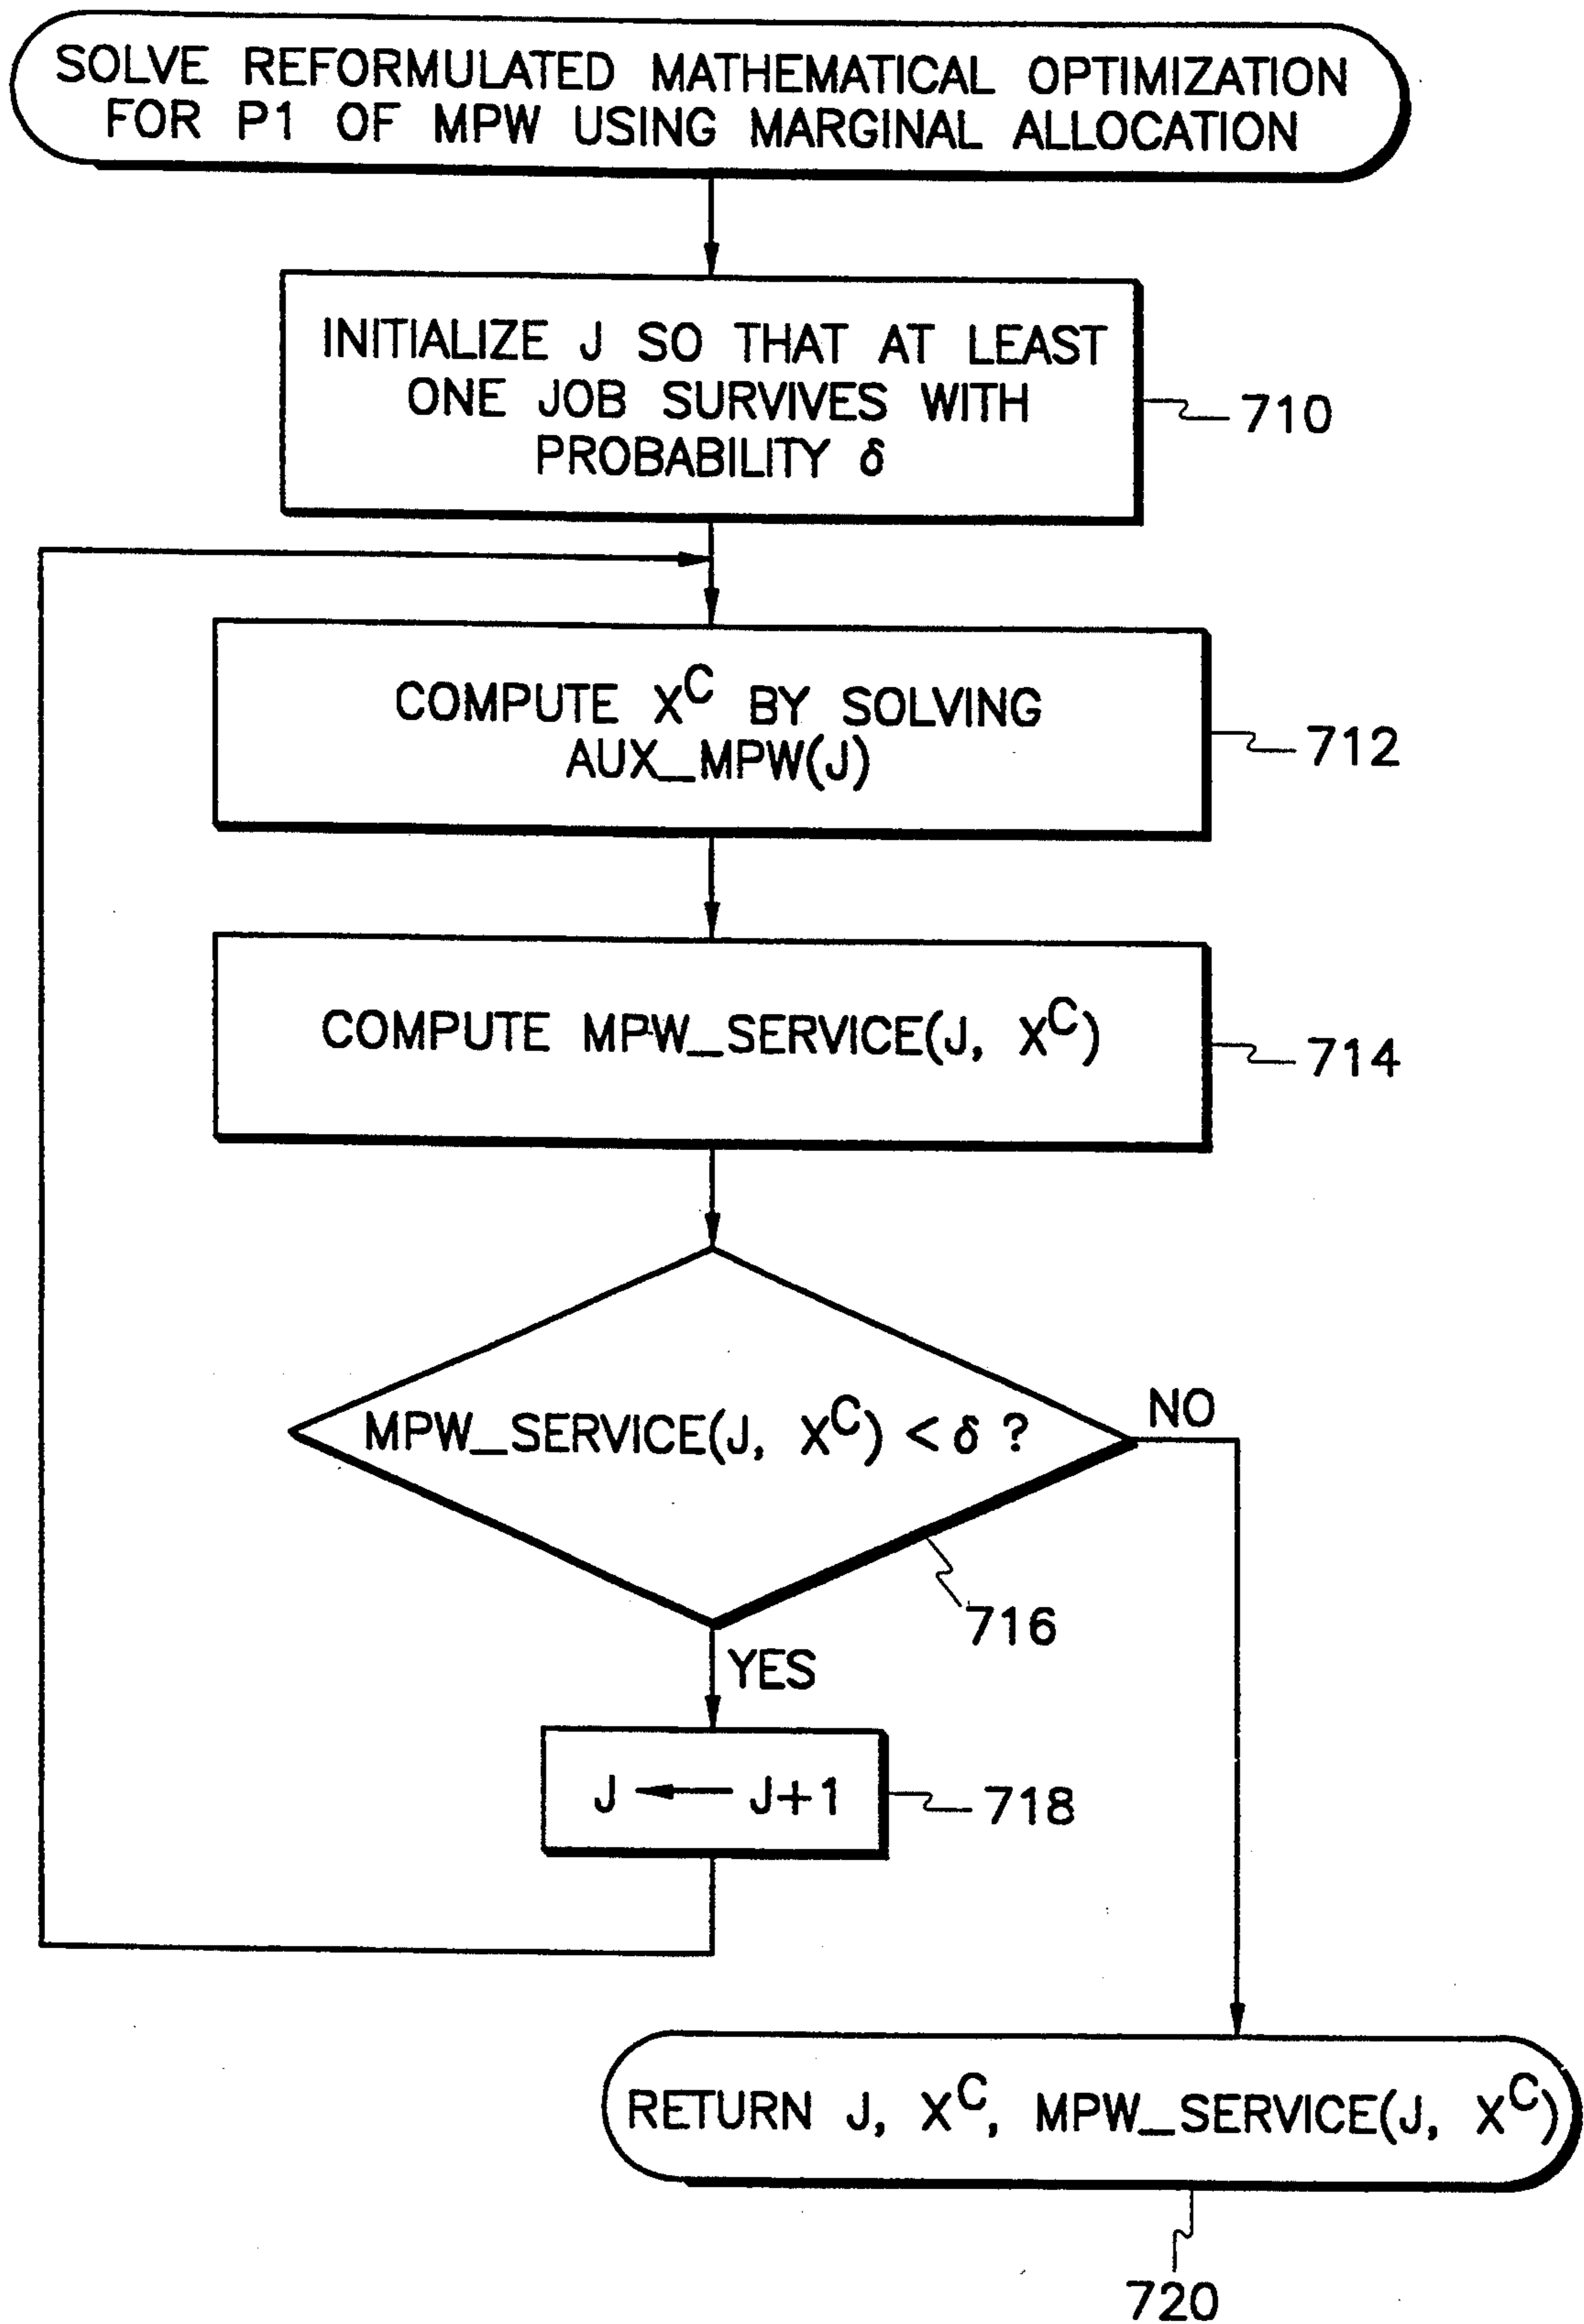 SOLVE REFORMULATED MATHEMATICAL OPTIMIZATION
FOR P1 OF MPW USING MARGINAL ALLOCATION
INITIALIZE J SO THAT AT LEAST
ONE JOB SURVIVES WITH
PROBABILITY δ
710
COMPUTE X^C BY SOLVING
AUX_MPW(J)
712
COMPUTE MPW_SERVICE(J, X^C)
714
MPW_SERVICE(J, X^C) < δ ?
NO
716
YES
J ← J+1
718
RETURN J, X^C, MPW_SERVICE(J, X^C)
720